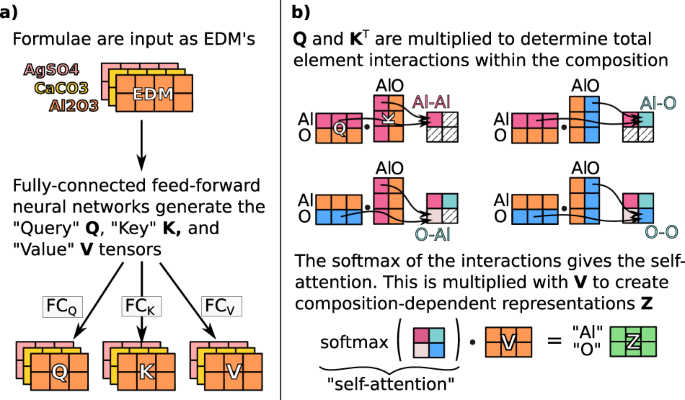 a)
Formulae are input as EDM's
AgSO4
CaCO3
Al2O3
EDM
Fully-connected feed-forward
neural networks generate the
"Query" Q, "Key" K, and
"Value" V tensors
FCQ
FCK
FCV
Q
K
V
b)
Q and KT are multiplied to determine total
element interactions within the composition
AlO
Al-Al
Al
O
Q
K
AlO
Al-O
Al
O
AlO
Al
O
O-Al
AlO
Al
O
O-O
The softmax of the interactions gives the self-
attention. This is multiplied with V to create
composition-dependent representations Z
softmax ( ) · V = "Al" "O" Z
"self-attention"